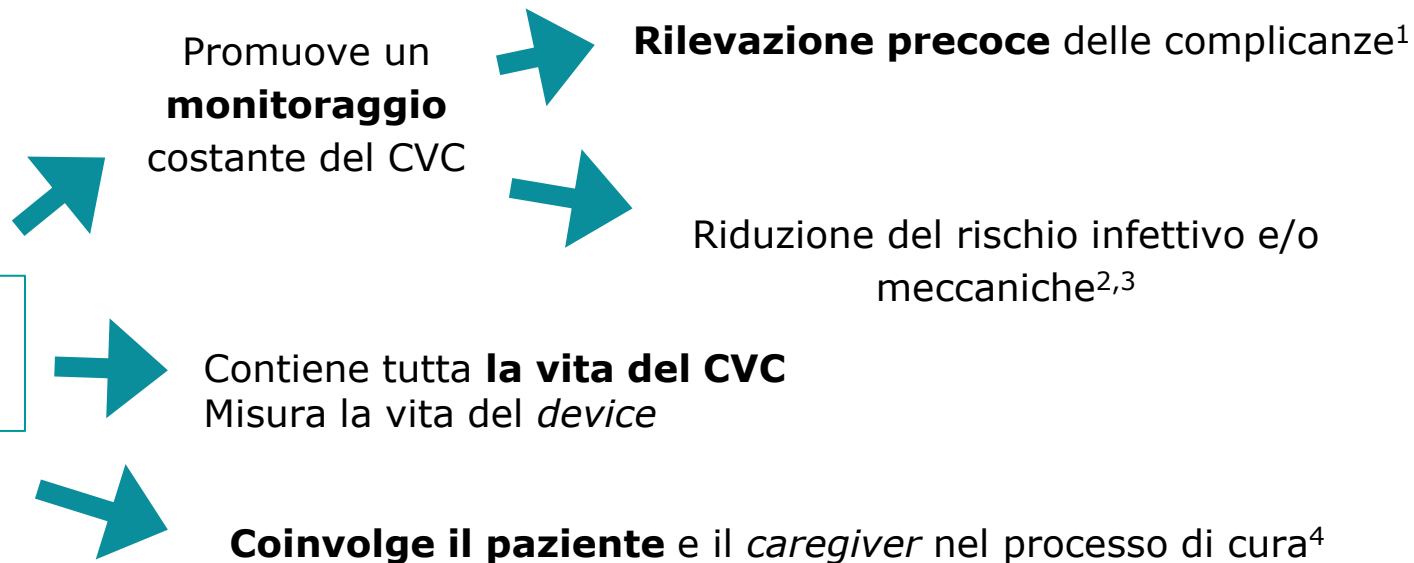 Promuove un
monitoraggio
costante del CVC
Rilevazione precoce delle complicanze¹
Riduzione del rischio infettivo e/o
meccaniche²,³
Contiene tutta la vita del CVC
Misura la vita del device
Coinvolge il paziente e il caregiver nel processo di cura⁴